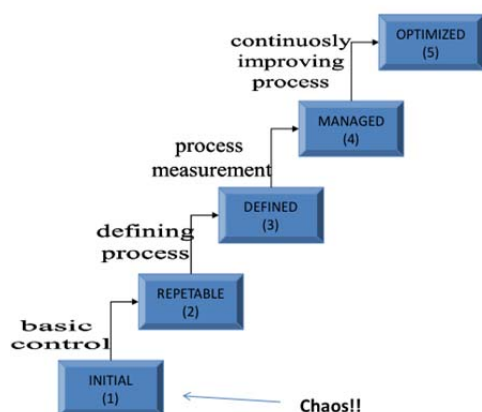 continuosly
improving
process
OPTIMIZED
(5)
process
measurement
MANAGED
(4)
defining
process
DEFINED
(3)
basic
control
REPETABLE
(2)
INITIAL
(1)
Chaos!!